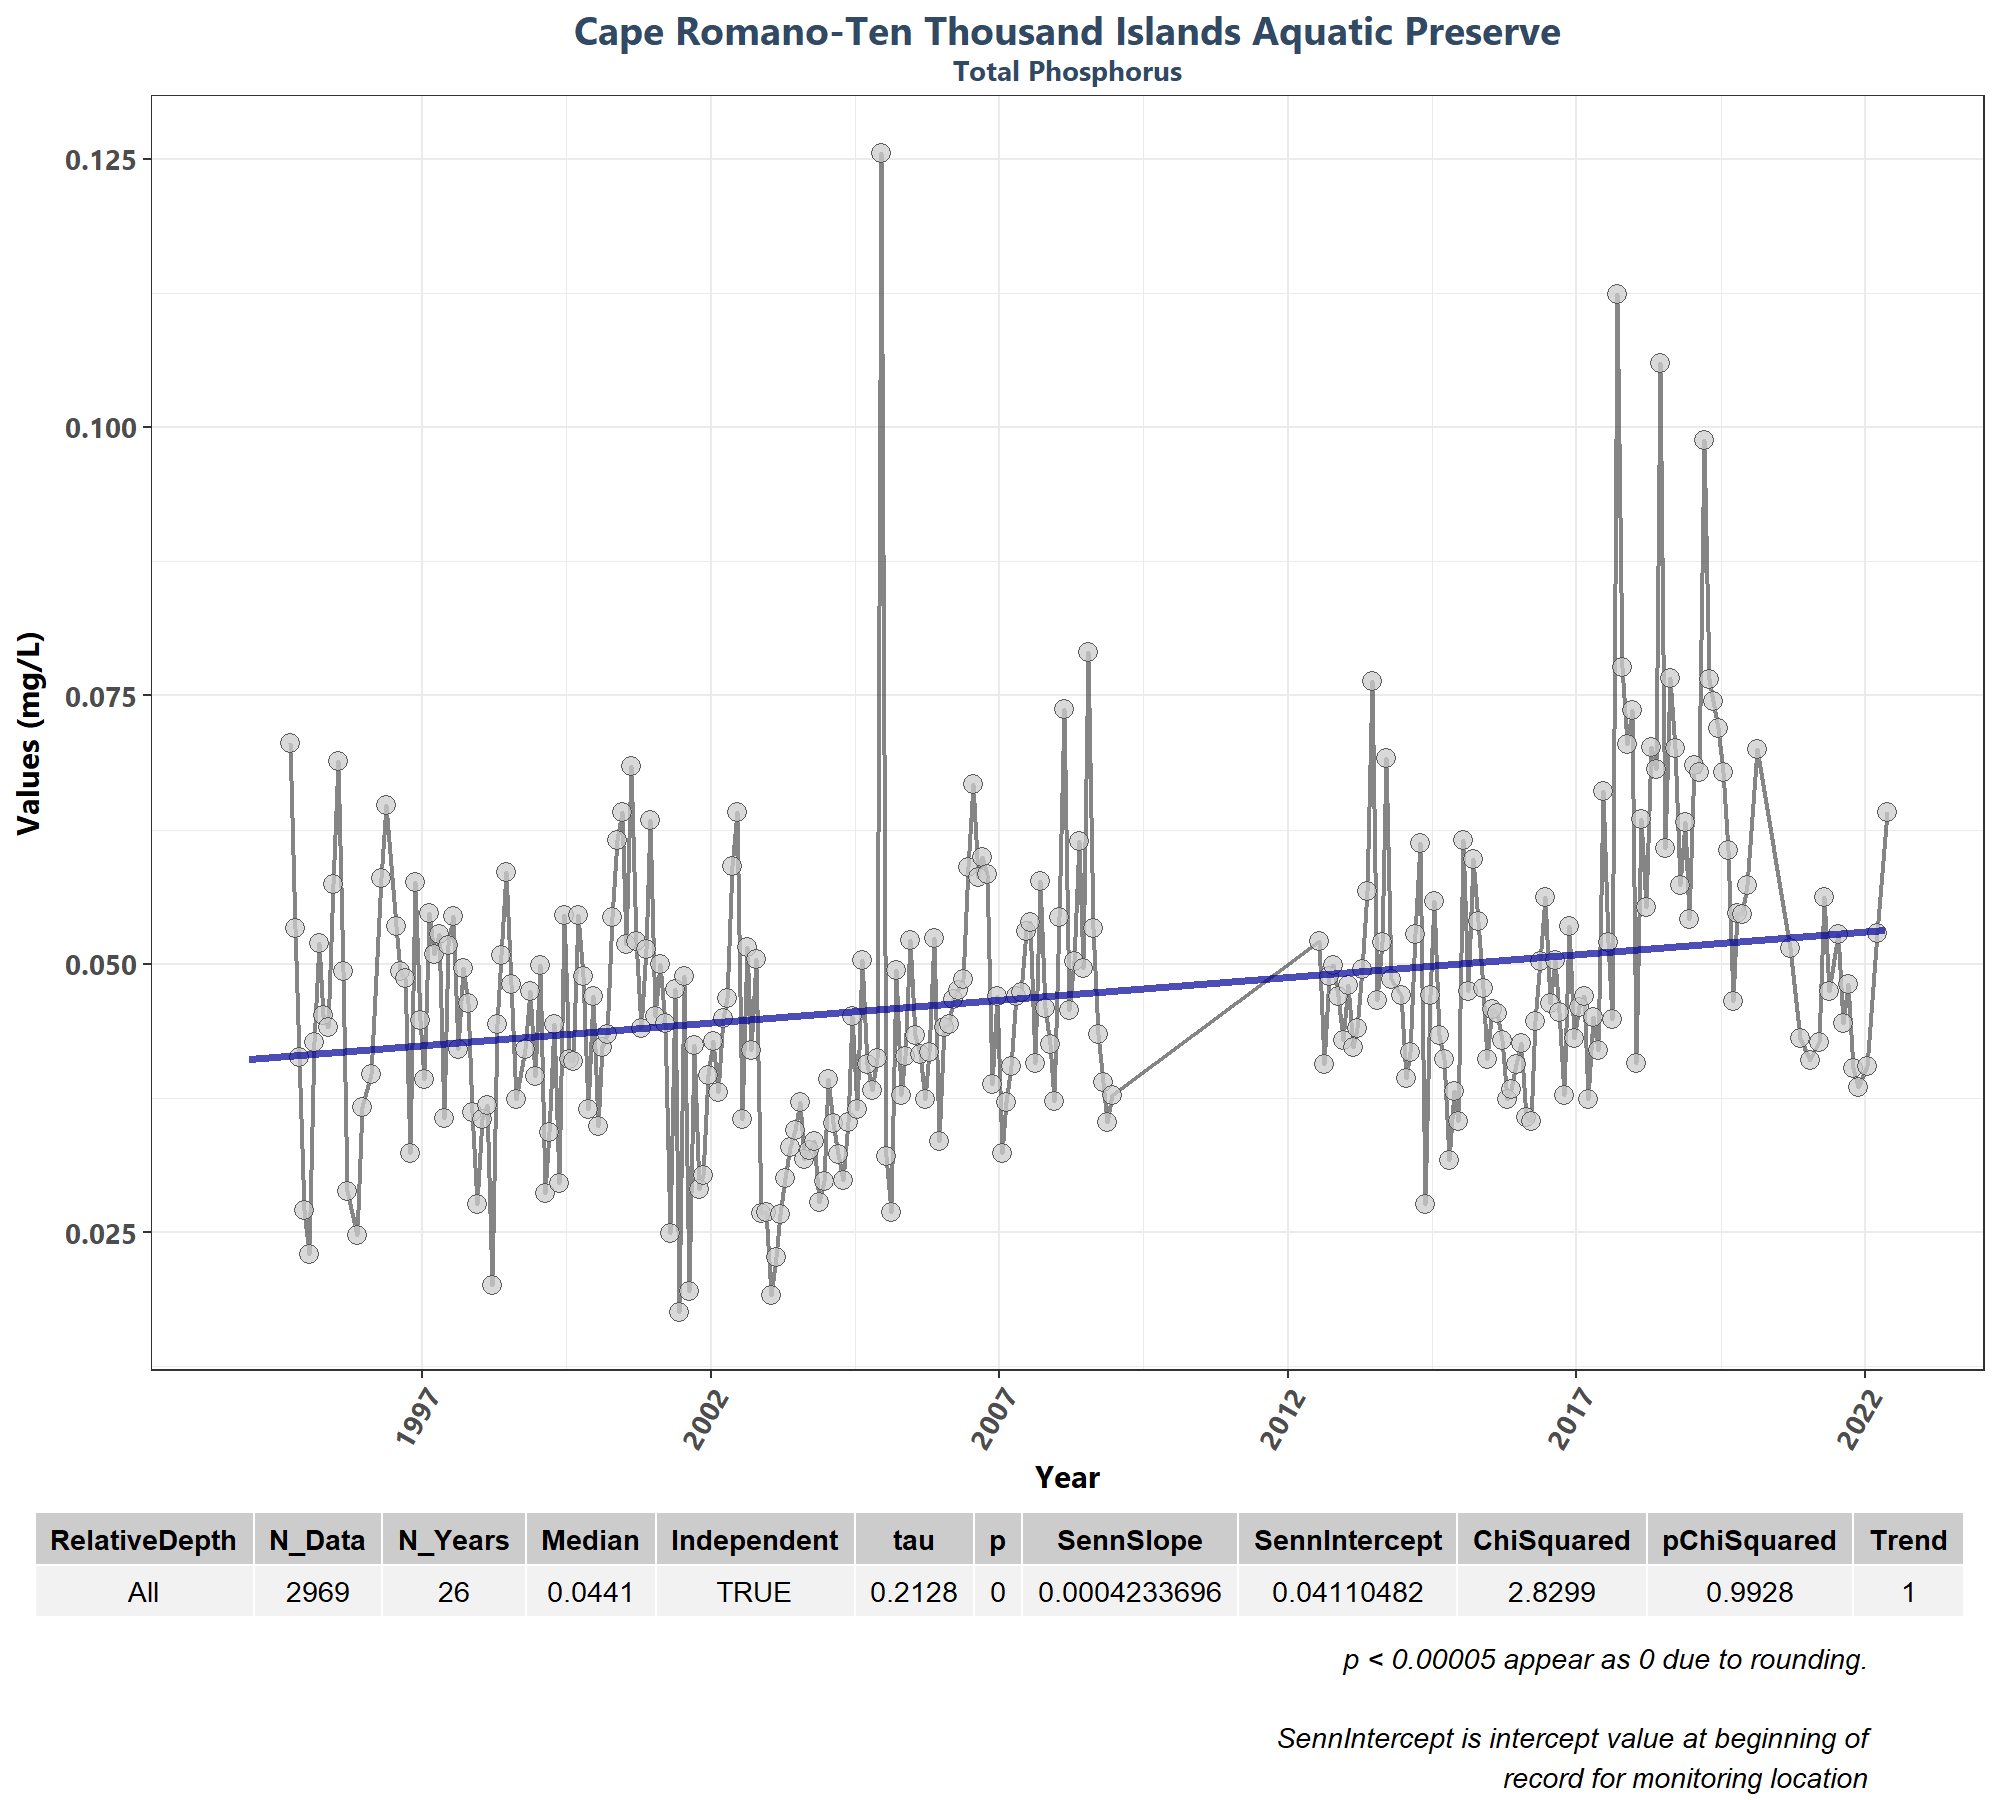 Cape Romano-Ten Thousand Islands Aquatic Preserve
Total Phosphorus
Values (mg/L)
0.125
0.100
0.075
0.050
0.025
1997
2002
2007
2012
2017
2022
Year
RelativeDepth N_Data N_Years Median Independent tau p SennSlope SennIntercept ChiSquared pChiSquared Trend
All 2969 26 0.0441 TRUE 0.2128 0 0.0004233696 0.04110482 2.8299 0.9928 1
p < 0.00005 appear as 0 due to rounding.
SennIntercept is intercept value at beginning of
record for monitoring location